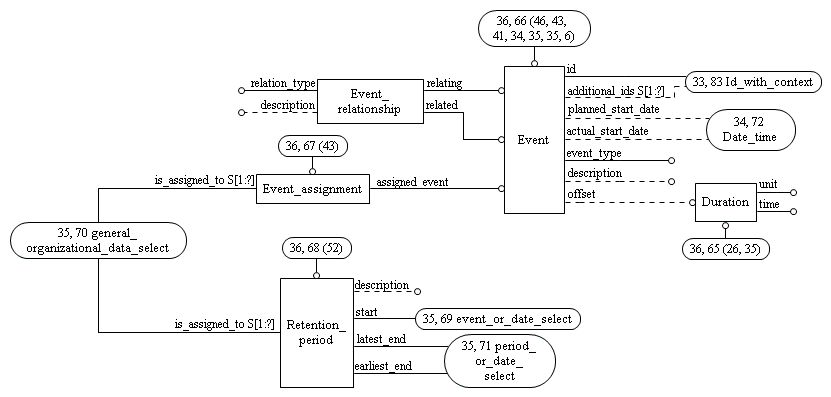 36, 66 (46, 43,
41, 34, 35, 35, 6)
id
relation_type
relating
33, 83 Id_with_context
additional_ids S[1:?]
Event_
relationship
description
related
planned_start_date
34, 72
Date_time
Event
actual_start_date
36, 67 (43)
event_type
description
is_assigned_to S[1:?]
Event_assignment
assigned_event
unit
offset
Duration
time
35, 70 general_
organizational_data_select
36, 68 (52)
36, 65 (26, 35)
description
start
35, 69 event_or_date_select
is_assigned_to S[1:?]
Retention_
period
latest_end
35, 71 period_
or_date_
select
earliest_end